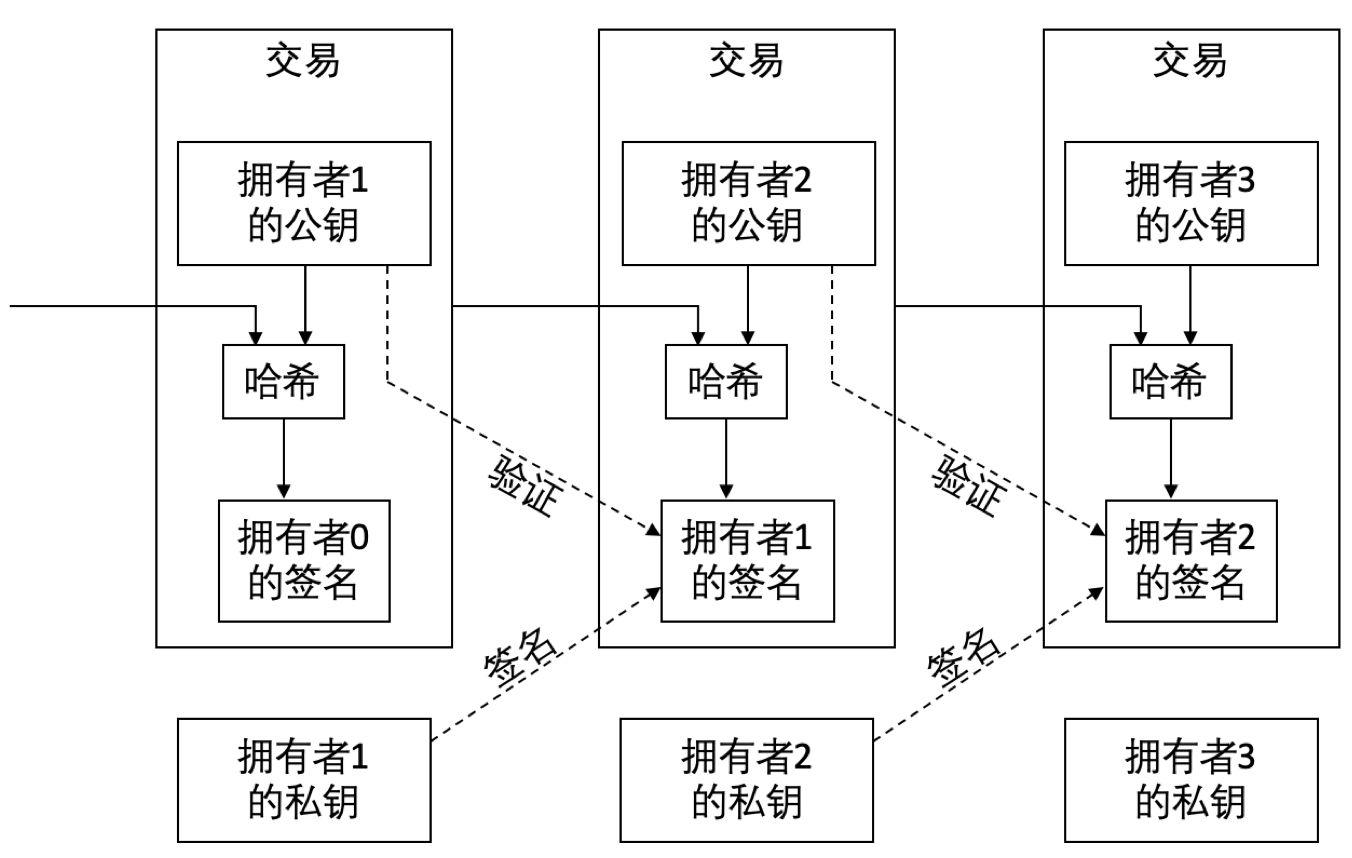 交易
拥有者1
的公钥
哈希
拥有者0
的签名
拥有者1
的私钥
验证
签名
交易
拥有者2
的公钥
哈希
拥有者1
的签名
拥有者2
的私钥
验证
签名
交易
拥有者3
的公钥
哈希
拥有者2
的签名
拥有者3
的私钥